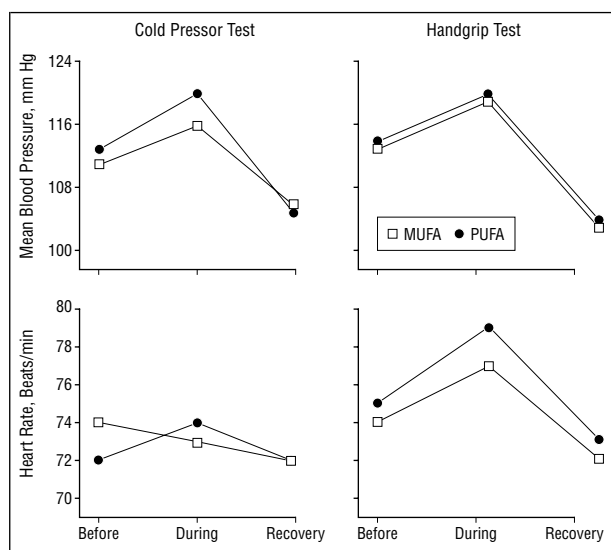 Cold Pressor Test
Handgrip Test
Mean Blood Pressure, mm Hg
124
116
108
100
MUFA PUFA
Heart Rate, Beats/min
80
78
76
74
72
70
Before During Recovery
Before During Recovery